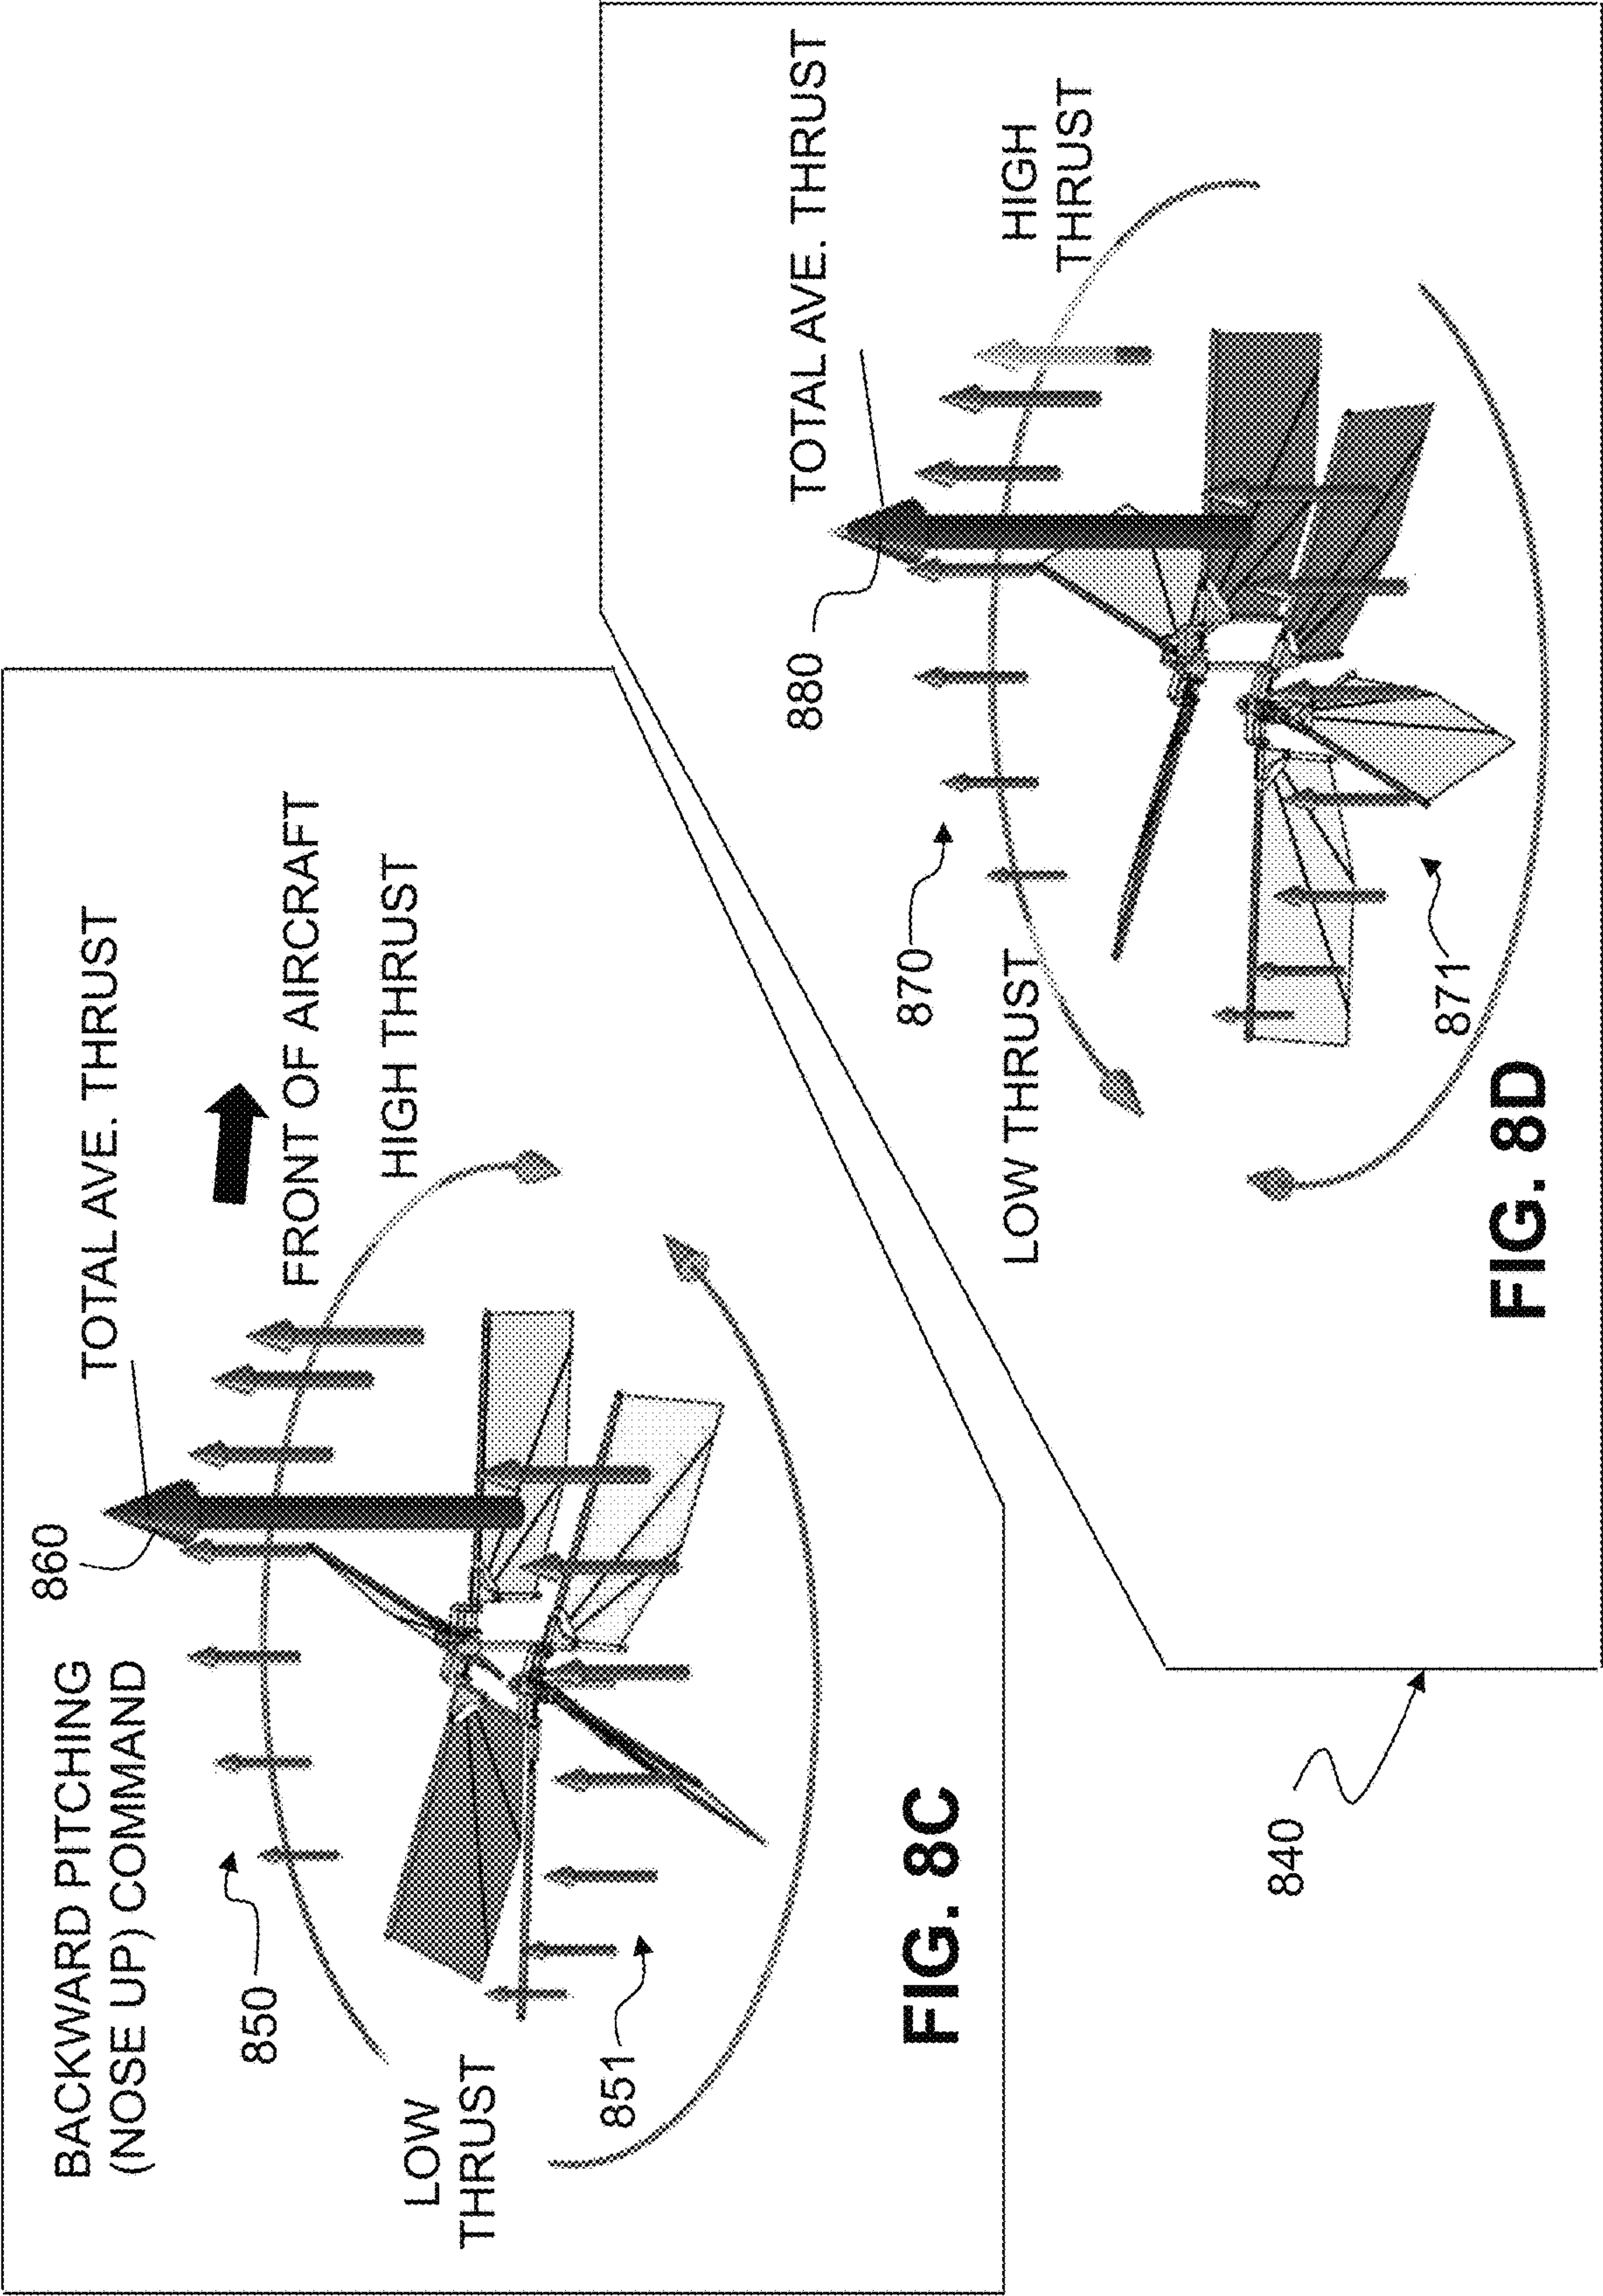 BACKWARD PITCHING
(NOSE UP) COMMAND
860
TOTAL AVE. THRUST
FRONT OF AIRCRAFT
HIGH THRUST
850
LOW
THRUST
851
FIG. 8C
TOTAL AVE. THRUST
880
HIGH
THRUST
870
LOW THRUST
871
FIG. 8D
840